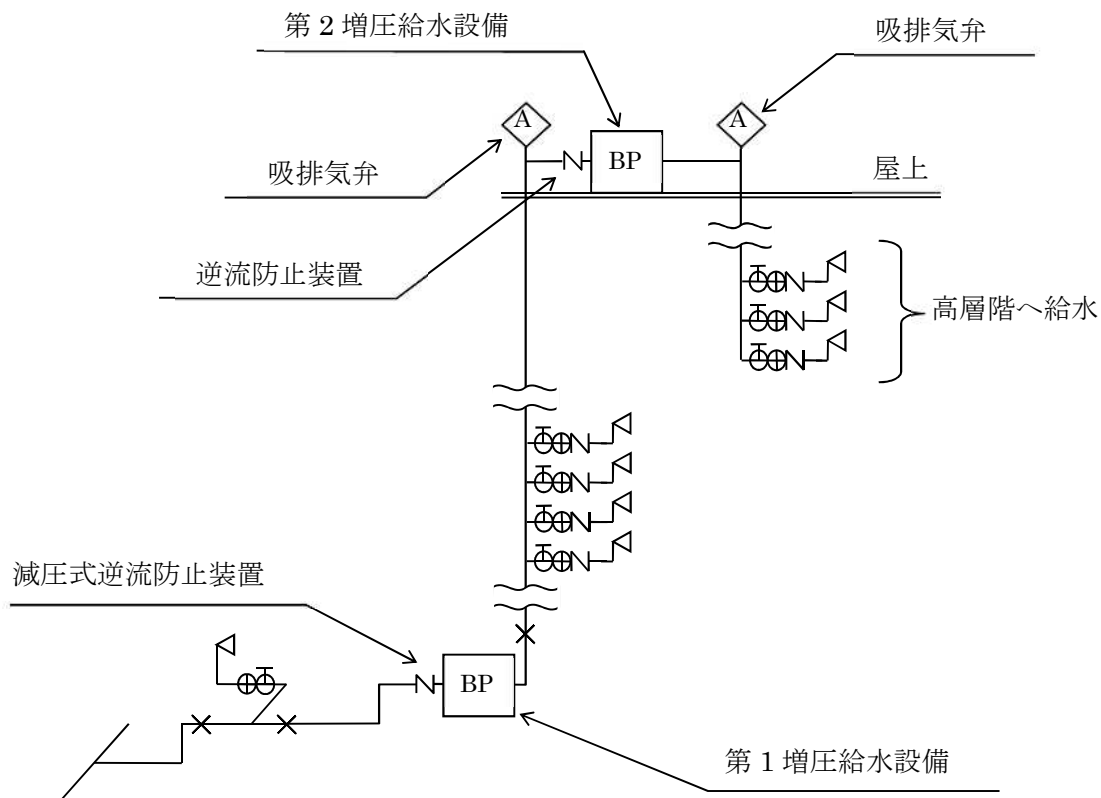 第 2 増圧給水設備
吸排気弁
A
A
BP
吸排気弁
屋上
逆流防止装置
高層階へ給水
減圧式逆流防止装置
BP
第 1 増圧給水設備